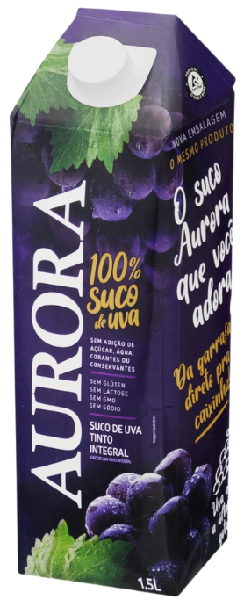 AURORA
100%
suco
de uva
SEM ADIÇÃO DE
AÇÚCAR, ÁGUA,
CORANTES OU
CONSERVANTES
SEM GLÚTEN
SEM LACTOSE
SEM GMO
SEM SÓDIO
SUCO DE UVA
TINTO
INTEGRAL
1.5L
NOVA EMBALAGEM
O MESMO PRODUTO
O suco
Aurora
que você
adora
Da garrafa
direto pra
caixinha